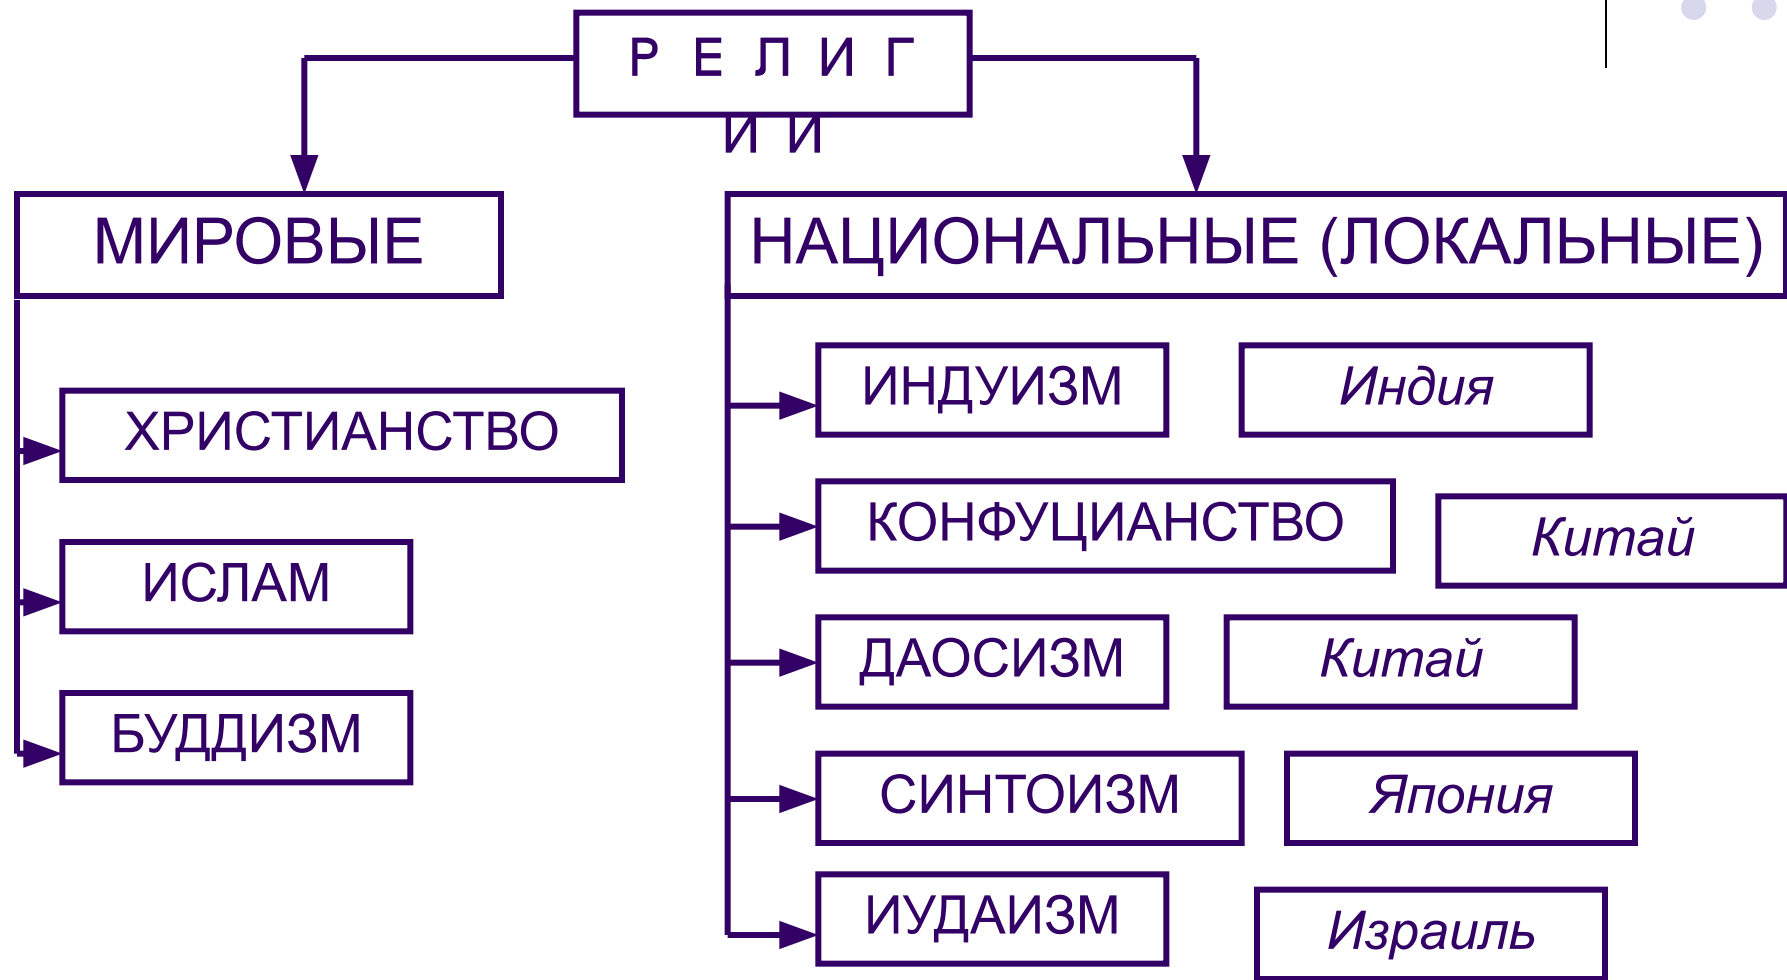 Р Е Л И Г
И И
МИРОВЫЕ
ХРИСТИАНСТВО
ИСЛАМ
БУДДИЗМ
НАЦИОНАЛЬНЫЕ (ЛОКАЛЬНЫЕ)
ИНДУИЗМ
Индия
КОНФУЦИАНСТВО
Китай
ДАОСИЗМ
Китай
СИНТОИЗМ
Япония
ИУДАИЗМ
Израиль